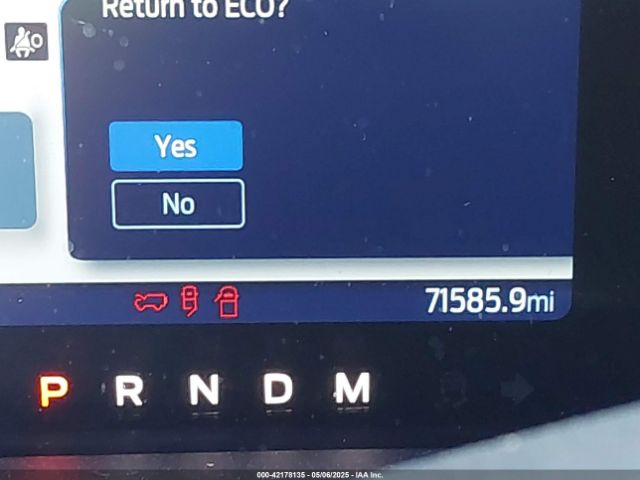 Return to ECO?
Yes
No
71585.9mi
P R N D M
000-42178135 - 05/06/2025 - IAA Inc.